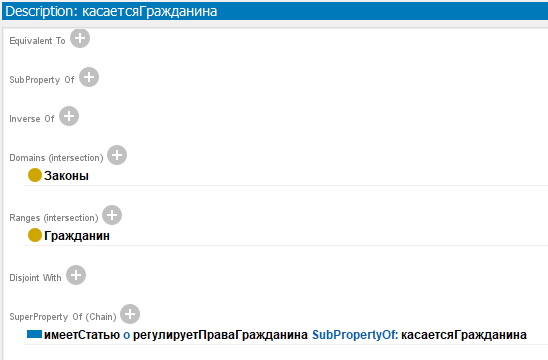 Description: касаетсяГражданина
Equivalent To
SubProperty Of
Inverse Of
Domains (intersection)
Законы
Ranges (intersection)
Гражданин
Disjoint With
SuperProperty Of (Chain)
имеетСтатью o регулируетПраваГражданина SubPropertyOf: касаетсяГражданина